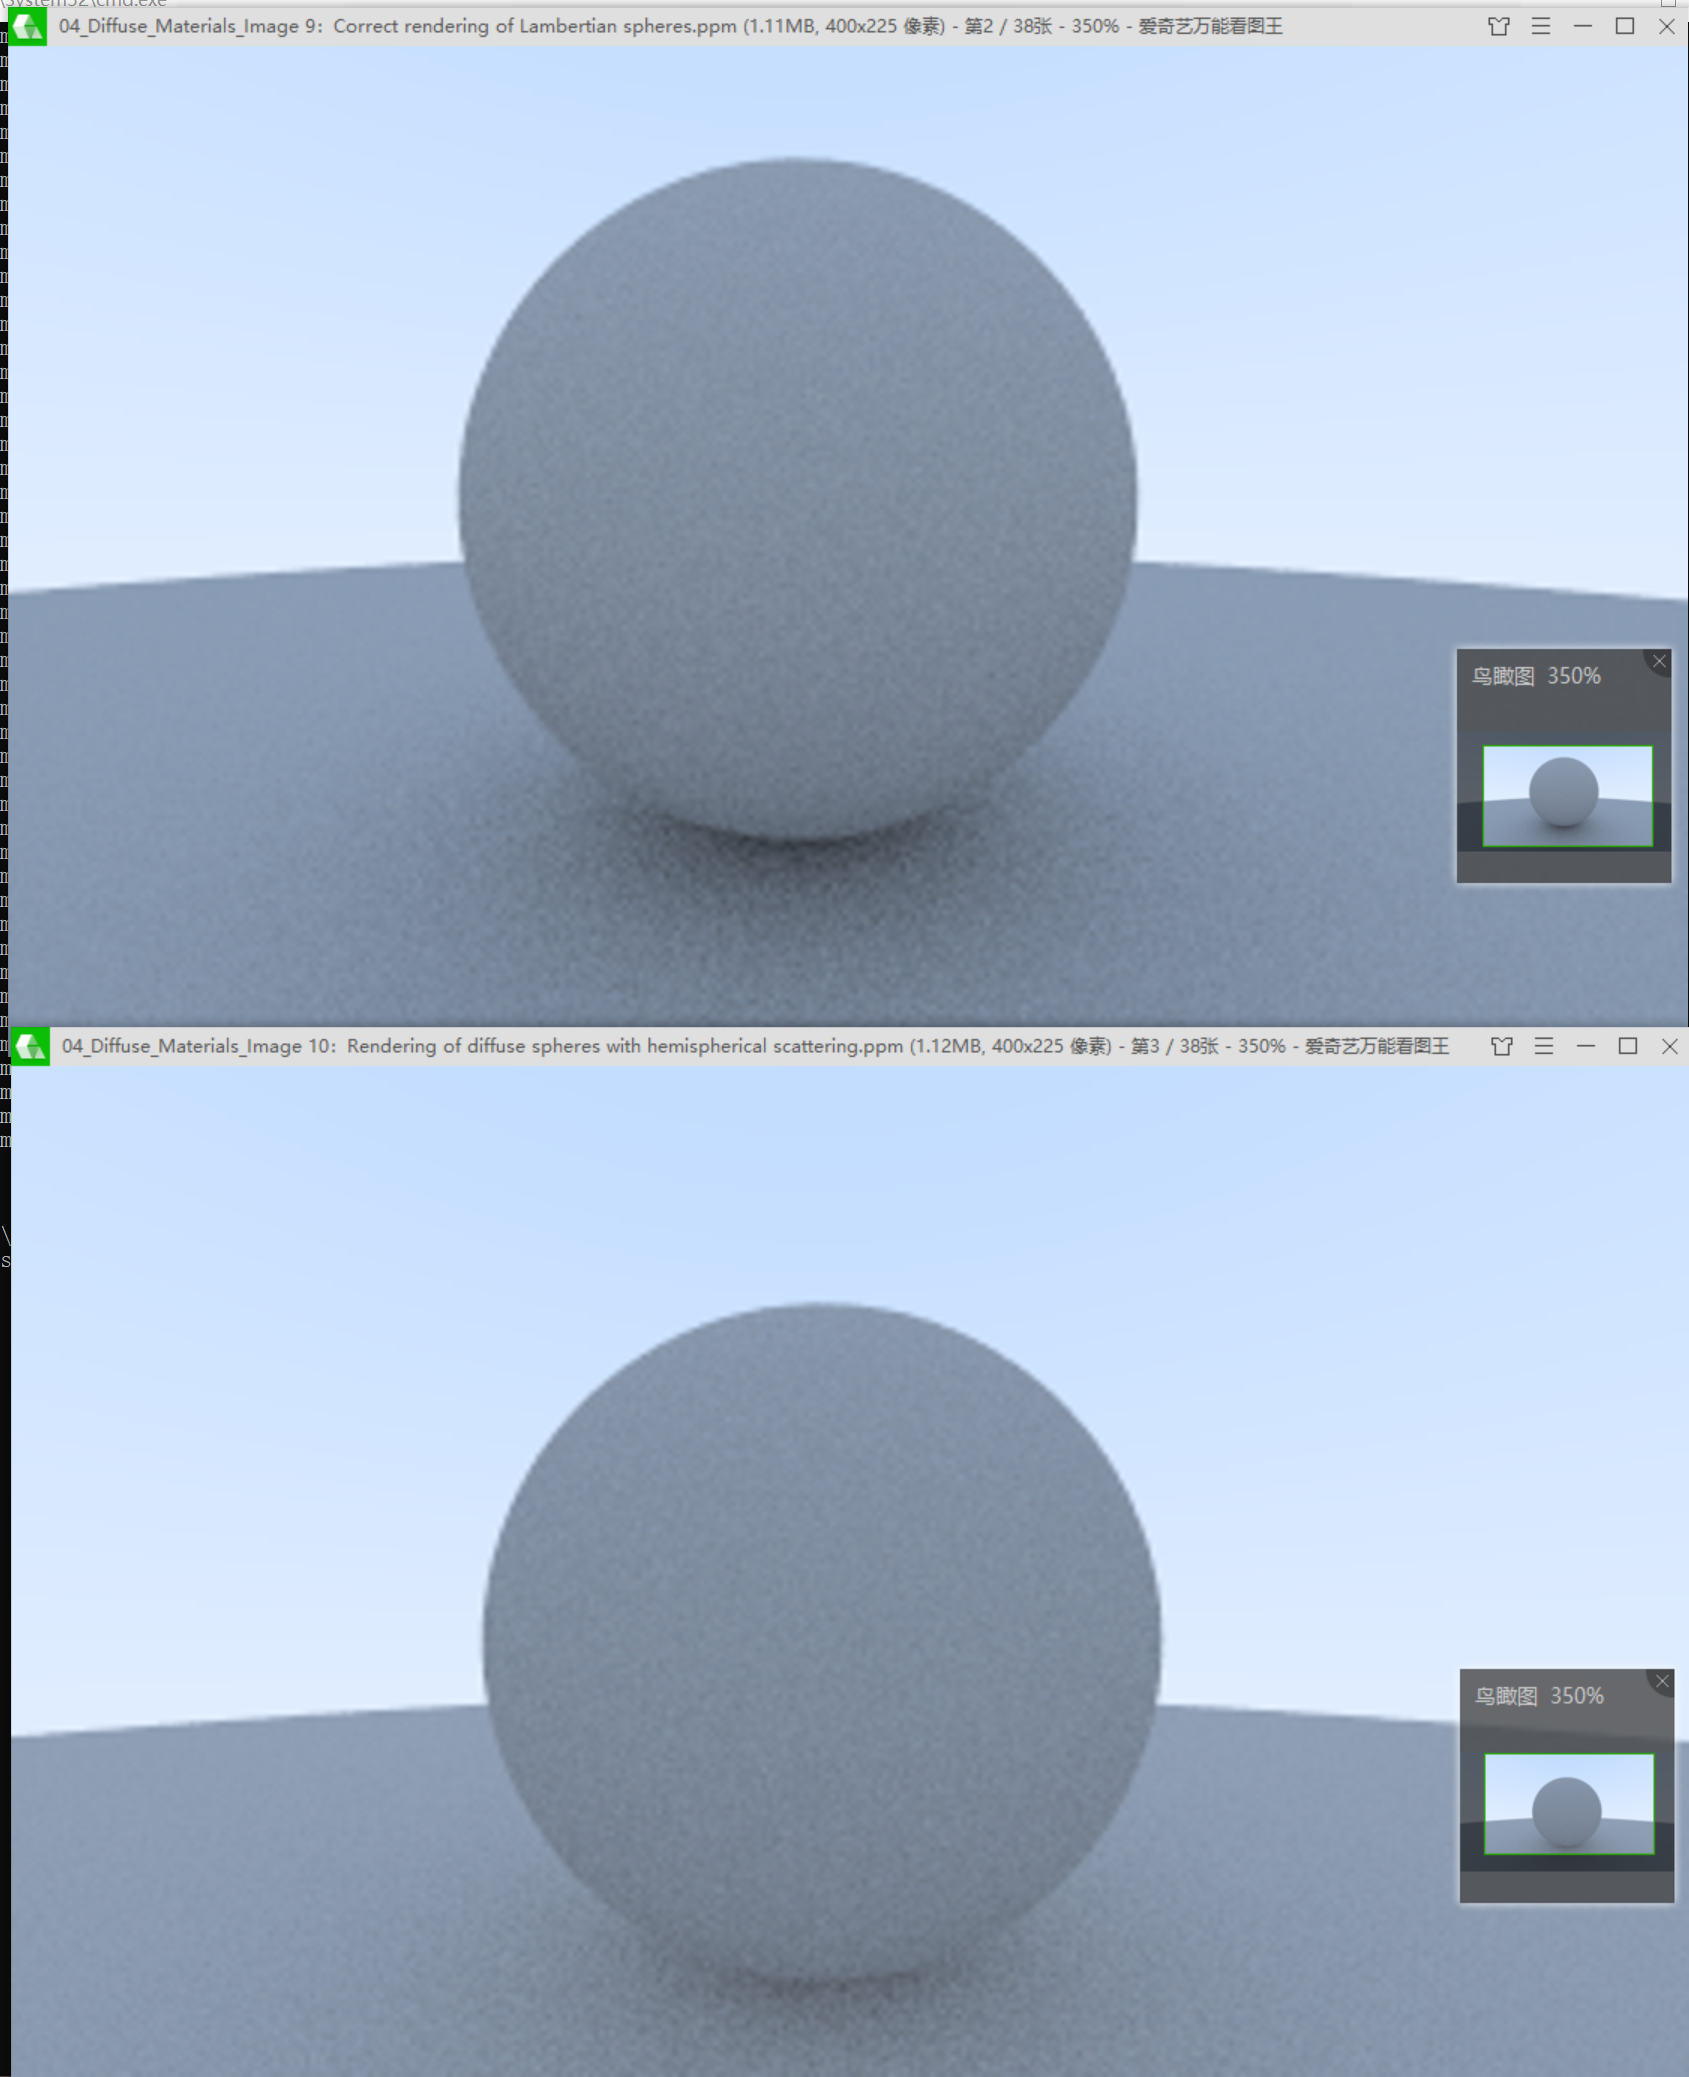 \System32\cmd.exe
04_Diffuse_Materials_Image 9：Correct rendering of Lambertian spheres.ppm (1.11MB, 400x225 像素) - 第2 / 38张 - 350% - 爱奇艺万能看图王
鸟瞰图 350%
04_Diffuse_Materials_Image 10：Rendering of diffuse spheres with hemispherical scattering.ppm (1.12MB, 400x225 像素) - 第3 / 38张 - 350% - 爱奇艺万能看图王
\
s
鸟瞰图 350%